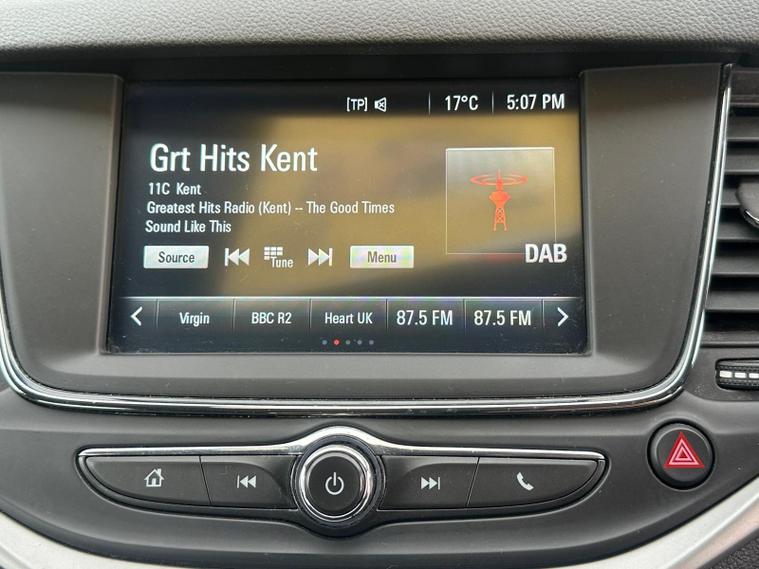 [TP] 17°C 5:07 PM
Grt Hits Kent
11C Kent
Greatest Hits Radio (Kent) -- The Good Times
Sound Like This
DAB
Source Tune Menu
Virgin BBC R2 Heart UK 87.5 FM 87.5 FM